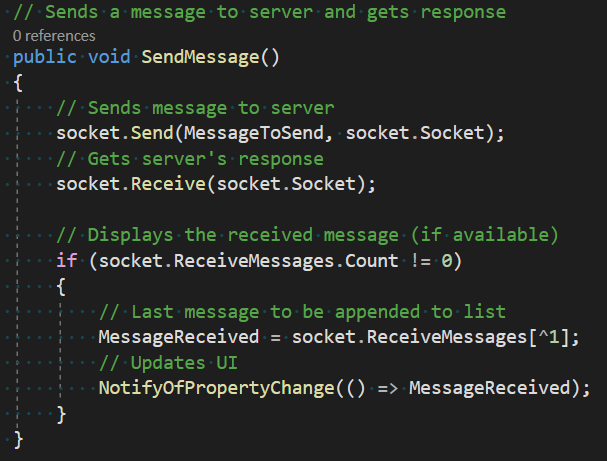 // Sends a message to server and gets response
0 references
public void SendMessage()
{
// Sends message to server
socket.Send(MessageToSend, socket.Socket);
// Gets server's response
socket.Receive(socket.Socket);
// Displays the received message (if available)
if (socket.ReceiveMessages.Count != 0)
{
// Last message to be appended to list
MessageReceived = socket.ReceiveMessages[^1];
// Updates UI
NotifyOfPropertyChange(() => MessageReceived);
}
}